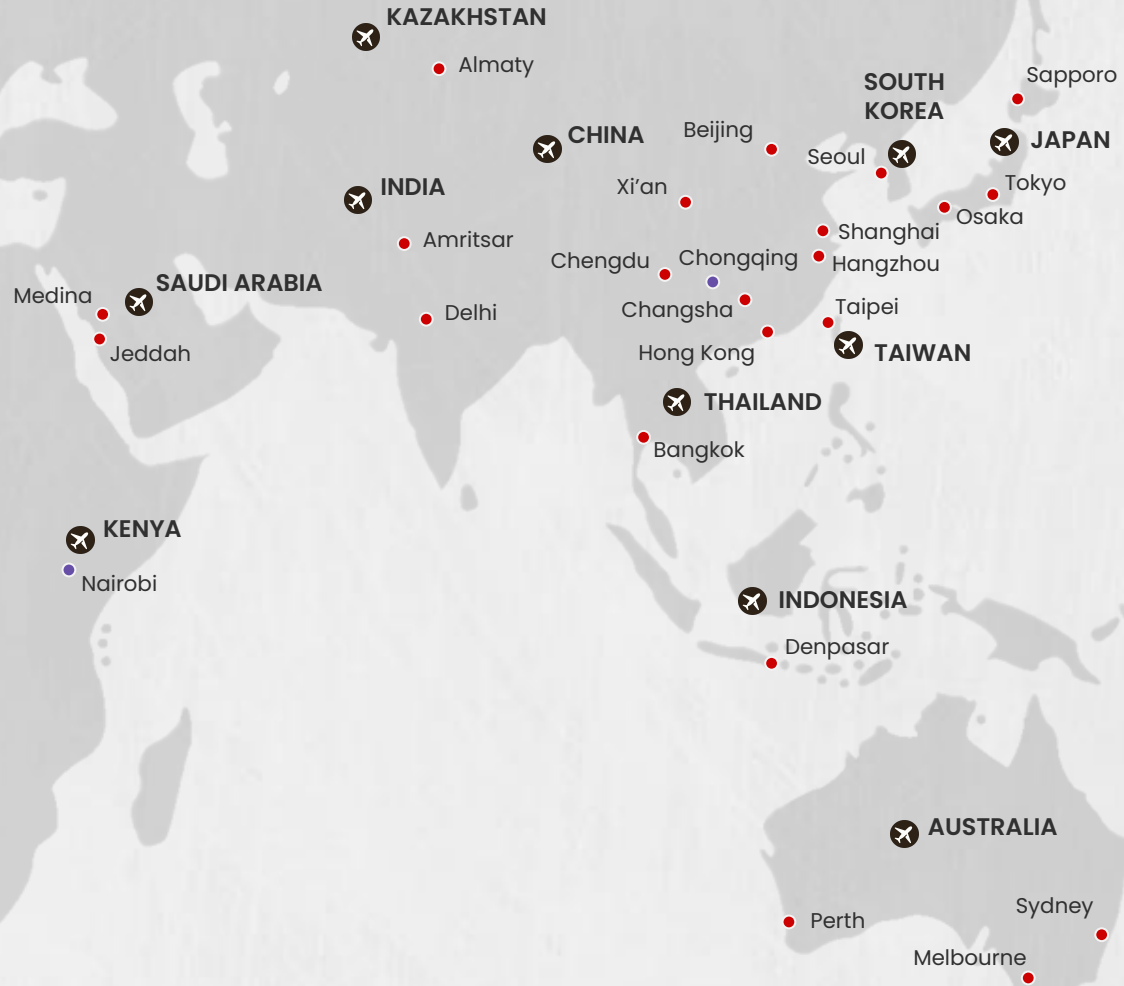 KAZAKHSTAN
Almaty
SOUTH
KOREA
Sapporo
CHINA
Beijing
Seoul
JAPAN
INDIA
Xi’an
Tokyo
Osaka
Amritsar
Shanghai
Chengdu
Chongqing
Hangzhou
SAUDI ARABIA
Medina
Delhi
Changsha
Taipei
Jeddah
Hong Kong
TAIWAN
THAILAND
Bangkok
KENYA
Nairobi
INDONESIA
Denpasar
AUSTRALIA
Perth
Sydney
Melbourne